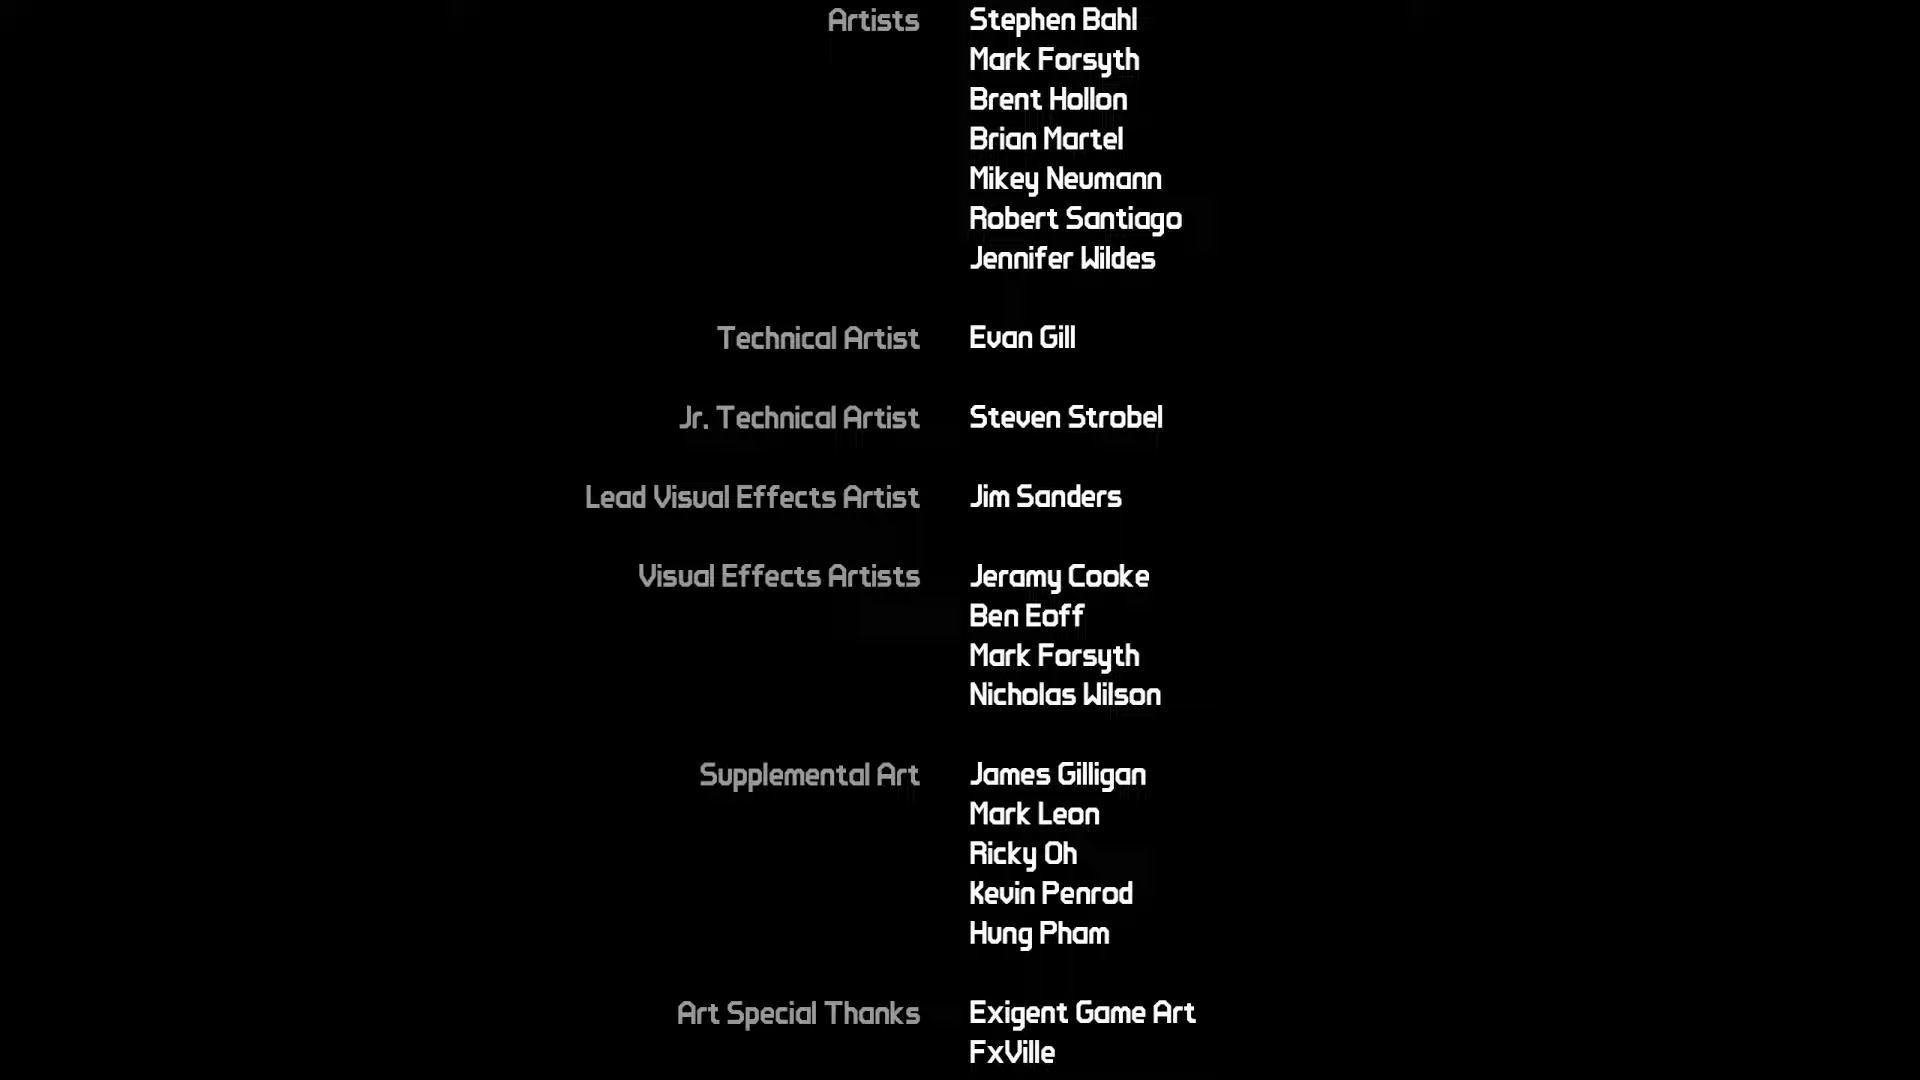 Artists Stephen Bahl
Mark Forsyth
Brent Hollon
Brian Martel
Mikey Neumann
Robert Santiago
Jennifer Wildes
Technical Artist Evan Gill
Jr. Technical Artist Steven Strobel
Lead Visual Effects Artist Jim Sanders
Visual Effects Artists Jeramy Cooke
Ben Eoff
Mark Forsyth
Nicholas Wilson
Supplemental Art James Gilligan
Mark Leon
Ricky Oh
Kevin Penrod
Hung Pham
Art Special Thanks Exigent Game Art
FxVille